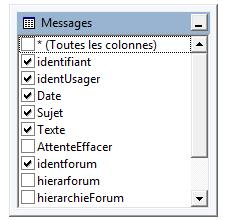 Messages
* (Toutes les colonnes)
identifiant
identUsager
Date
Sujet
Texte
AttenteEffacer
identforum
hierarforum
hierarchieForum